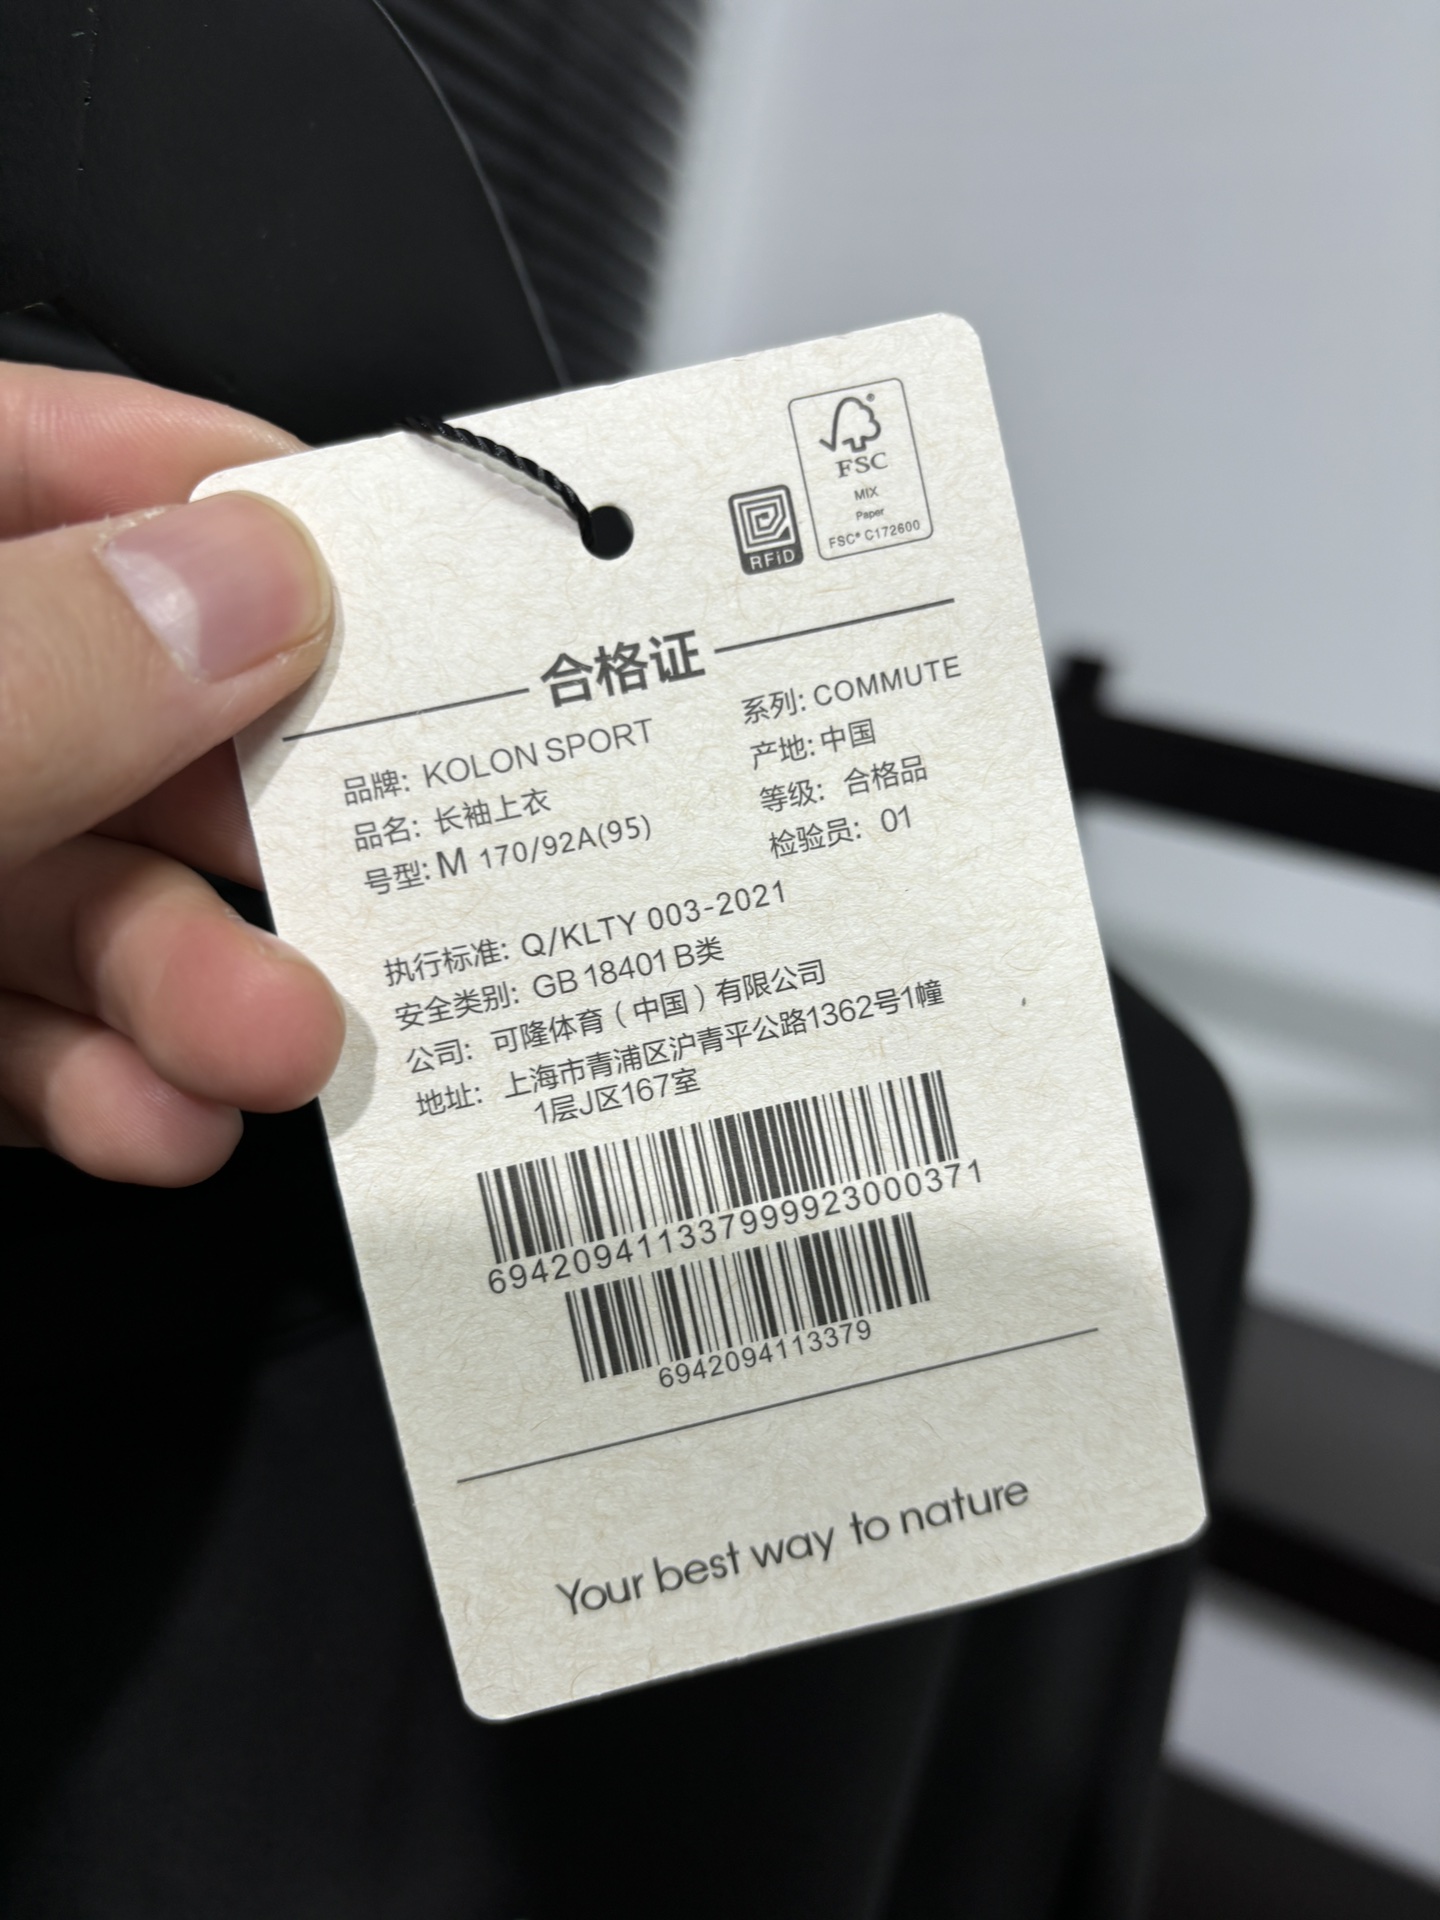 FSC
MIX
Paper
FSC® C172600
RFiD
合格证
品牌: KOLON SPORT
系列: COMMUTE
品名: 长袖上衣
产地: 中国
号型: M 170/92A(95)
等级: 合格品
检验员: 01
执行标准: Q/KLTY 003-2021
安全类别: GB 18401 B类
公司: 可隆体育（中国）有限公司
地址: 上海市青浦区沪青平公路1362号1幢
1层J区167室
694209411337999923000371
6942094113379
Your best way to nature